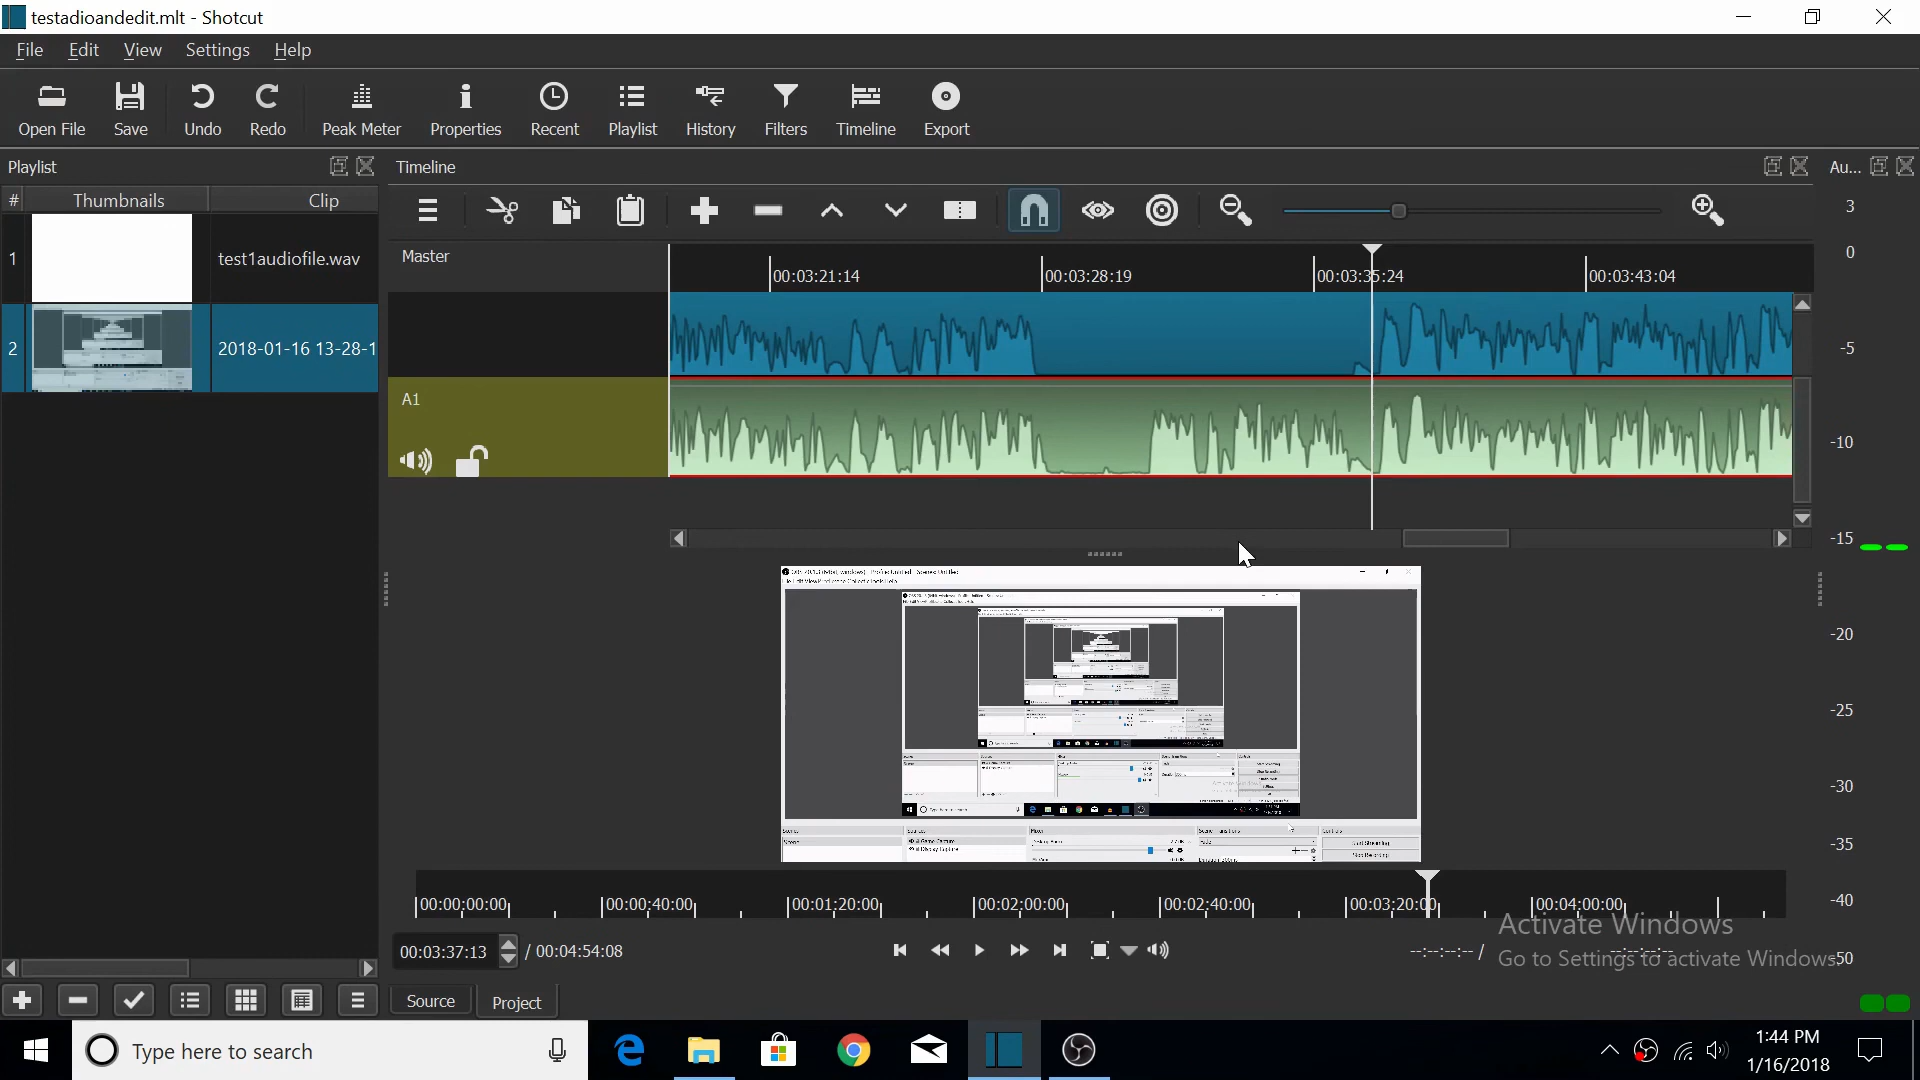 testadioandedit.mlt - Shotcut
File Edit View Settings Help
Open File Save Undo Redo Peak Meter Properties Recent Playlist History Filters Timeline Export
Playlist
Timeline
Au...
# Thumbnails Clip
1 test1audiofile.wav
2 2018-01-16 13-28-1
Master
00:03:21:14 00:03:28:19 00:03:35:24 00:03:43:04
A1
3
0
-5
-10
-15
-20
-25
-30
-35
-40
-50
00:00:00:00 00:00:40:00 00:01:20:00 00:02:00:00 00:02:40:00 00:03:20:00 00:04:00:00
00:03:37:13 / 00:04:54:08
--:--:--:-- / --:--:--:--
Activate Windows
Go to Settings to activate Windows.
Source Project
Type here to search
1:44 PM
1/16/2018